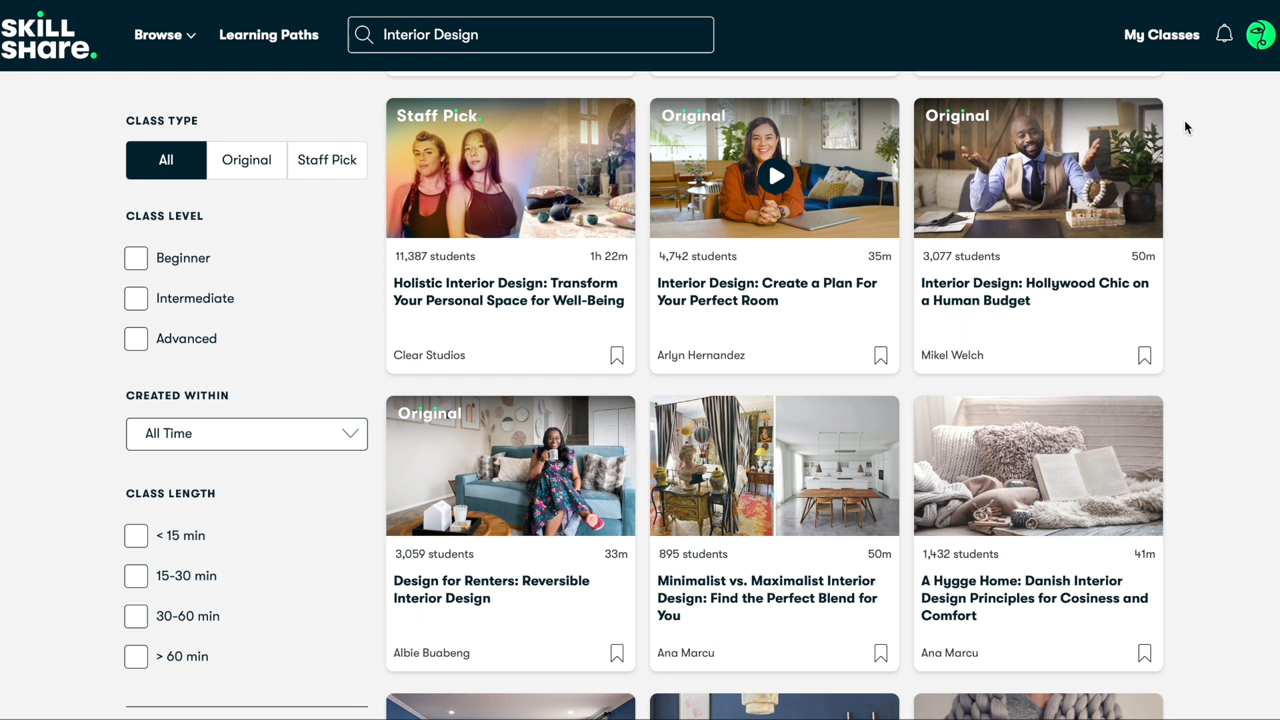 SKILL
SHARE.
Browse
Learning Paths
Interior Design
My Classes
CLASS TYPE
All
Original
Staff Pick
CLASS LEVEL
Beginner
Intermediate
Advanced
CREATED WITHIN
All Time
CLASS LENGTH
< 15 min
15-30 min
30-60 min
> 60 min
Staff Pick.
11,387 students
1h 22m
Holistic Interior Design: Transform
Your Personal Space for Well-Being
Clear Studios
Original
4,742 students
35m
Interior Design: Create a Plan For
Your Perfect Room
Arlyn Hernandez
Original
3,077 students
50m
Interior Design: Hollywood Chic on
a Human Budget
Mikel Welch
Original
3,059 students
33m
Design for Renters: Reversible
Interior Design
Albie Buabeng
895 students
50m
Minimalist vs. Maximalist Interior
Design: Find the Perfect Blend for
You
Ana Marcu
1,432 students
41m
A Hygge Home: Danish Interior
Design Principles for Cosiness and
Comfort
Ana Marcu